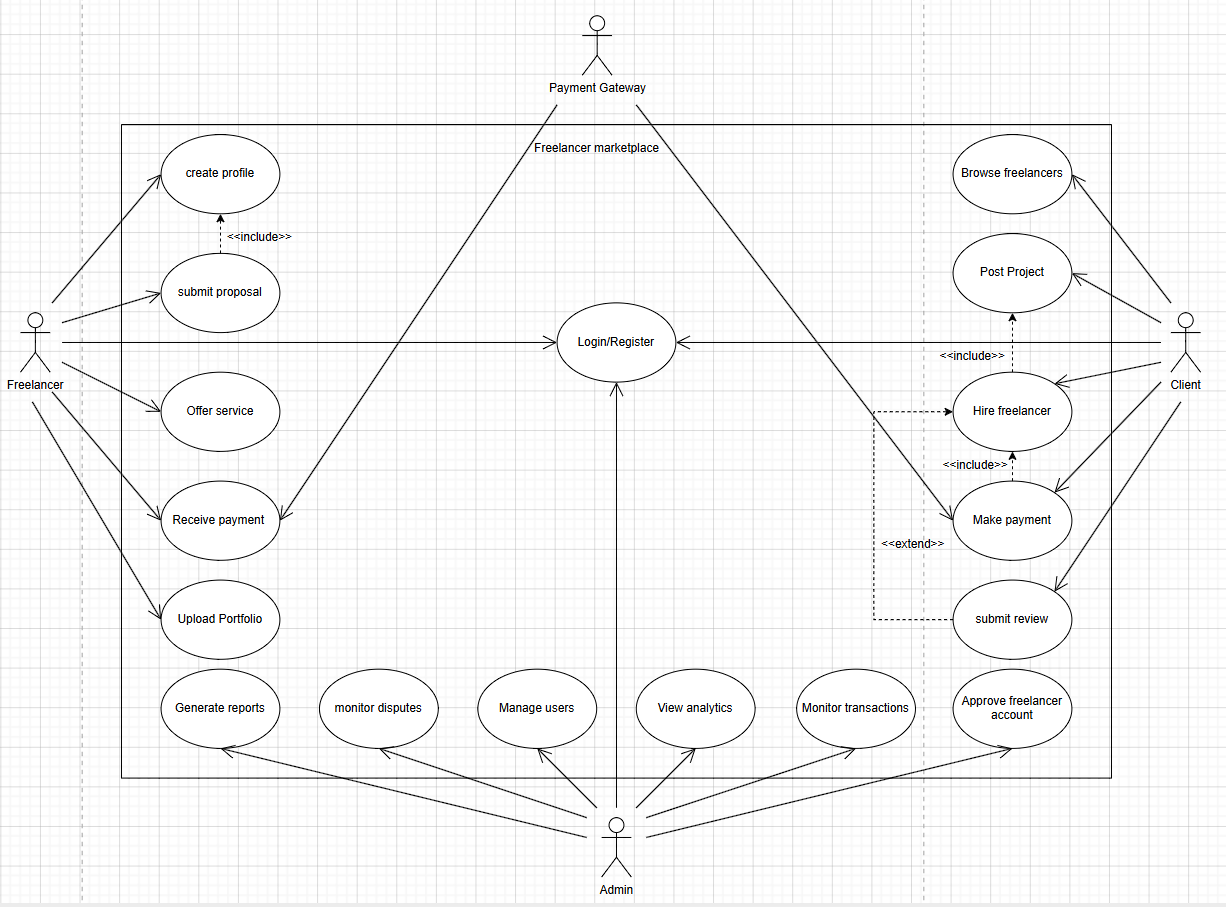 Payment Gateway
Freelancer marketplace
create profile
Browse freelancers
<<include>>
Post Project
submit proposal
Login/Register
<<include>>
Freelancer
Client
Offer service
Hire freelancer
<<include>>
Receive payment
Make payment
<<extend>>
Upload Portfolio
submit review
Generate reports
monitor disputes
Manage users
View analytics
Monitor transactions
Approve freelancer
account
Admin